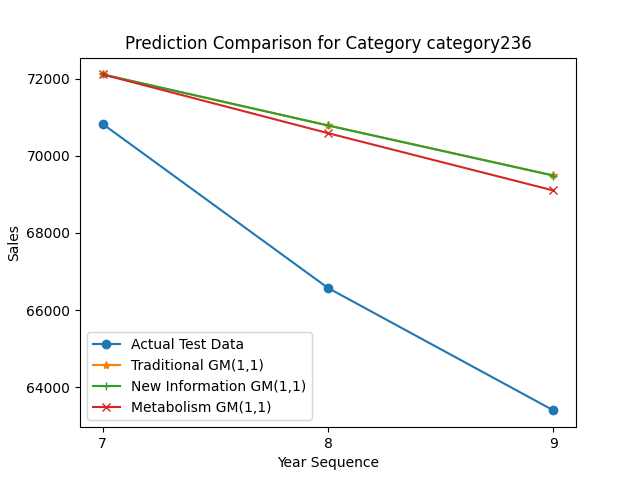 Prediction Comparison for Category category236
72000
70000
68000
66000
64000
Sales
Actual Test Data
Traditional GM(1,1)
New Information GM(1,1)
Metabolism GM(1,1)
7
8
9
Year Sequence